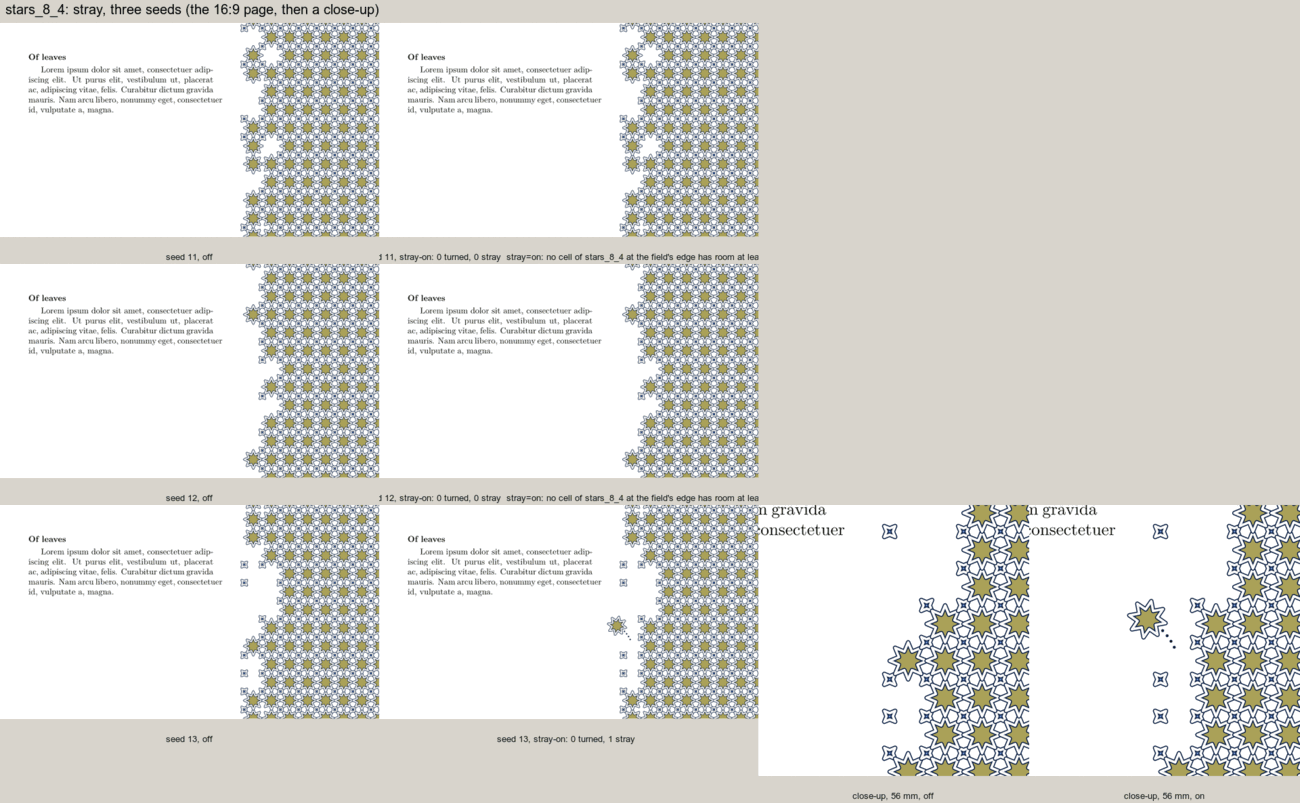 stars_8_4: stray, three seeds (the 16:9 page, then a close-up)
Of leaves
Lorem ipsum dolor sit amet, consectetuer adip-
iscing elit. Ut purus elit, vestibulum ut, placerat
ac, adipiscing vitae, felis. Curabitur dictum gravida
mauris. Nam arcu libero, nonummy eget, consectetuer
id, vulputate a, magna.
Of leaves
Lorem ipsum dolor sit amet, consectetuer adip-
iscing elit. Ut purus elit, vestibulum ut, placerat
ac, adipiscing vitae, felis. Curabitur dictum gravida
mauris. Nam arcu libero, nonummy eget, consectetuer
id, vulputate a, magna.
seed 11, off
11, stray-on: 0 turned, 0 stray stray=on: no cell of stars_8_4 at the field's edge has room at lea
Of leaves
Lorem ipsum dolor sit amet, consectetuer adip-
iscing elit. Ut purus elit, vestibulum ut, placerat
ac, adipiscing vitae, felis. Curabitur dictum gravida
mauris. Nam arcu libero, nonummy eget, consectetuer
id, vulputate a, magna.
Of leaves
Lorem ipsum dolor sit amet, consectetuer adip-
iscing elit. Ut purus elit, vestibulum ut, placerat
ac, adipiscing vitae, felis. Curabitur dictum gravida
mauris. Nam arcu libero, nonummy eget, consectetuer
id, vulputate a, magna.
seed 12, off
12, stray-on: 0 turned, 0 stray stray=on: no cell of stars_8_4 at the field's edge has room at lea
Of leaves
Lorem ipsum dolor sit amet, consectetuer adip-
iscing elit. Ut purus elit, vestibulum ut, placerat
ac, adipiscing vitae, felis. Curabitur dictum gravida
mauris. Nam arcu libero, nonummy eget, consectetuer
id, vulputate a, magna.
Of leaves
Lorem ipsum dolor sit amet, consectetuer adip-
iscing elit. Ut purus elit, vestibulum ut, placerat
ac, adipiscing vitae, felis. Curabitur dictum gravida
mauris. Nam arcu libero, nonummy eget, consectetuer
id, vulputate a, magna.
n gravida
consectetuer
n gravida
consectetuer
seed 13, off
seed 13, stray-on: 0 turned, 1 stray
close-up, 56 mm, off
close-up, 56 mm, on